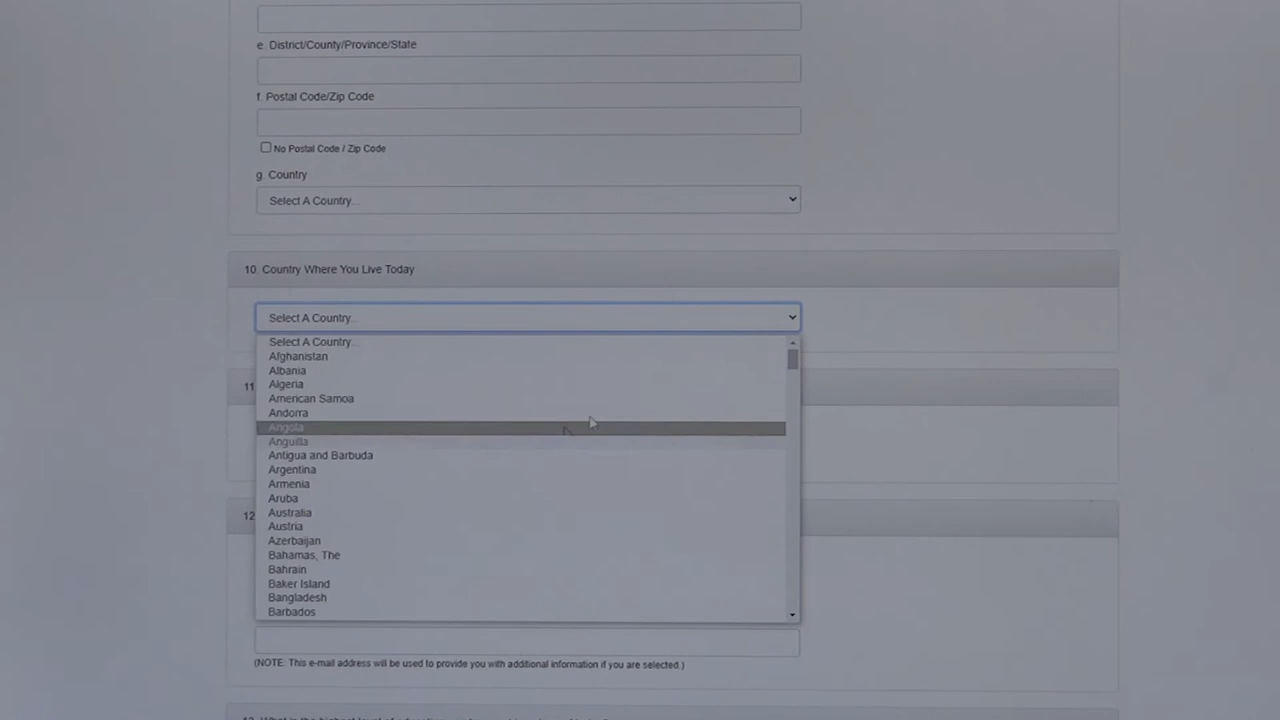 e. District/County/Province/State
f. Postal Code/Zip Code
No Postal Code / Zip Code
g. Country
Select A Country...
10. Country Where You Live Today
Select A Country...
Select A Country...
Afghanistan
Albania
Algeria
American Samoa
Andorra
11
Angola
Anguilla
Antigua and Barbuda
Argentina
Armenia
Aruba
Australia
12
Austria
Azerbaijan
Bahamas, The
Bahrain
Baker Island
Bangladesh
Barbados
(NOTE: This e-mail address will be used to provide you with additional information if you are selected.)